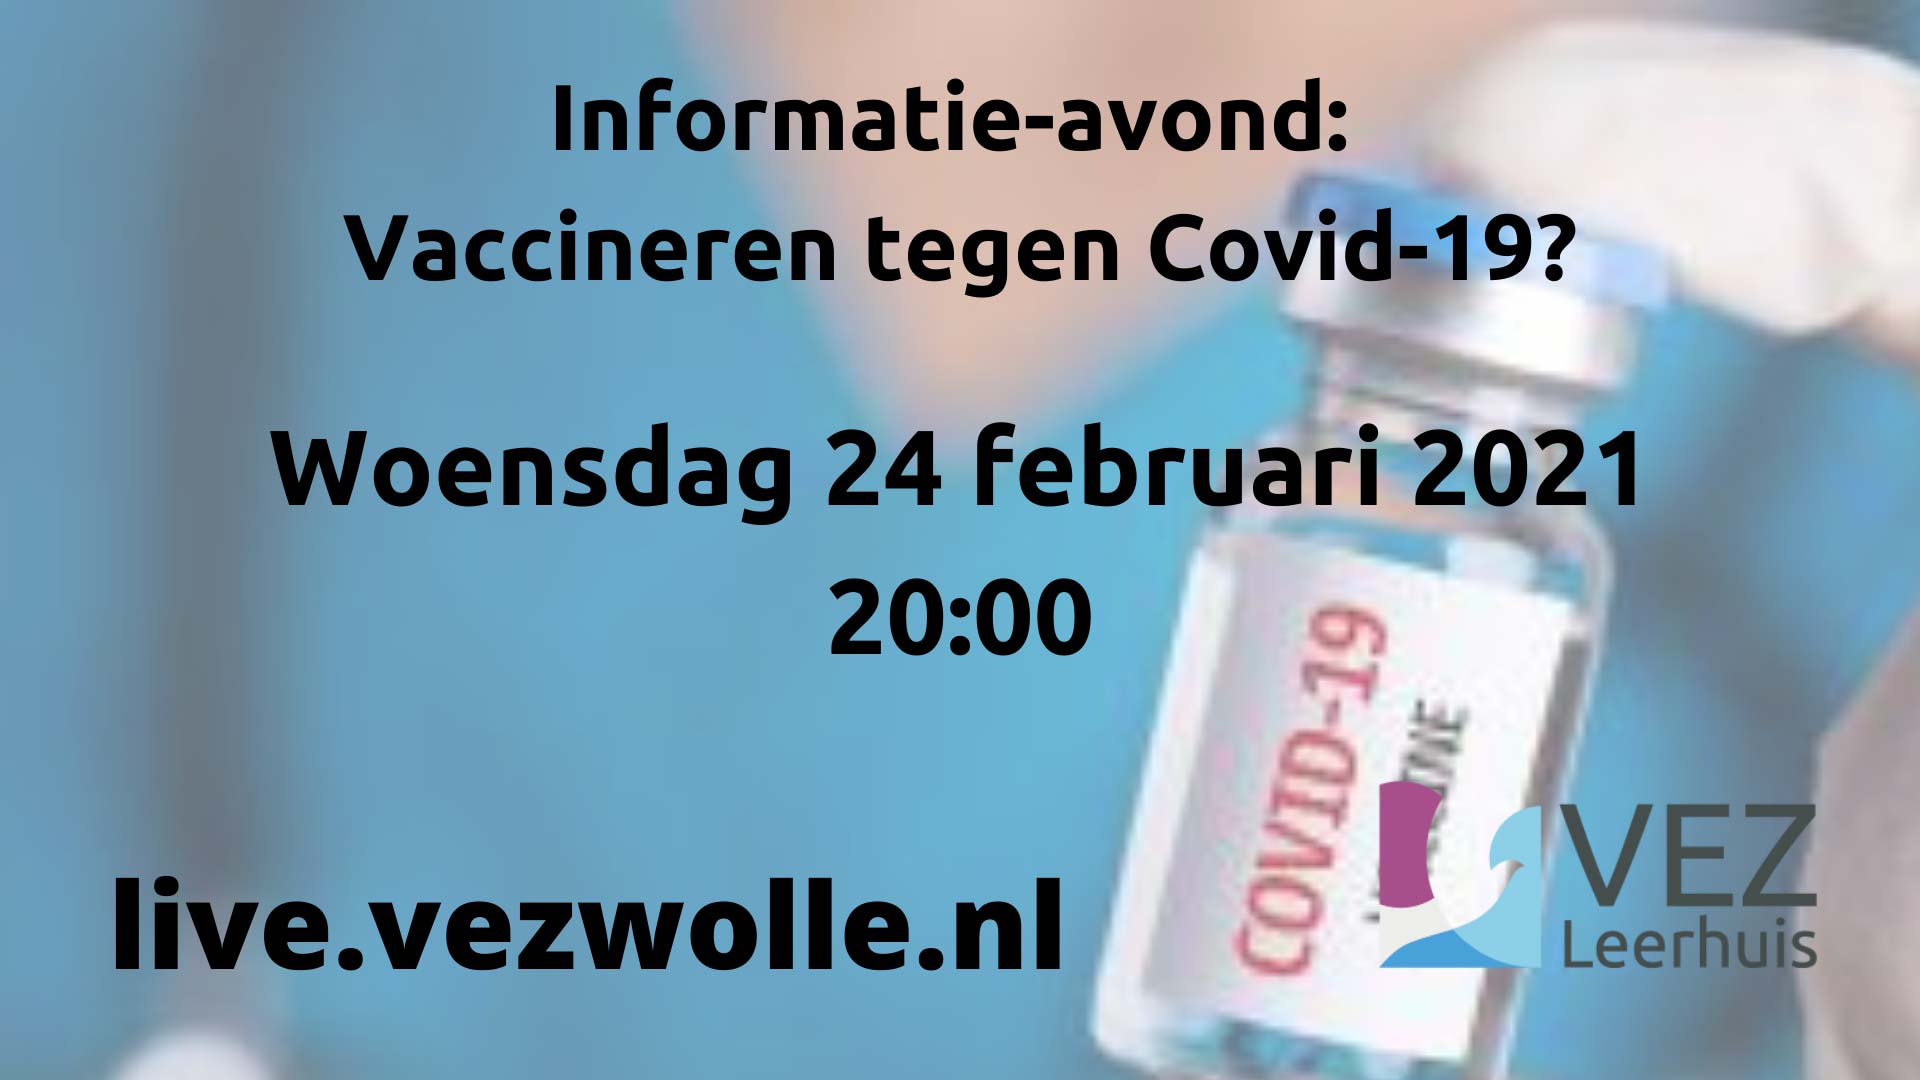 Informatie-avond:
Vaccineren tegen Covid-19?
Woensdag 24 februari 2021
20:00
COVID-19
live.vezwolle.nl
VEZ
Leerhuis